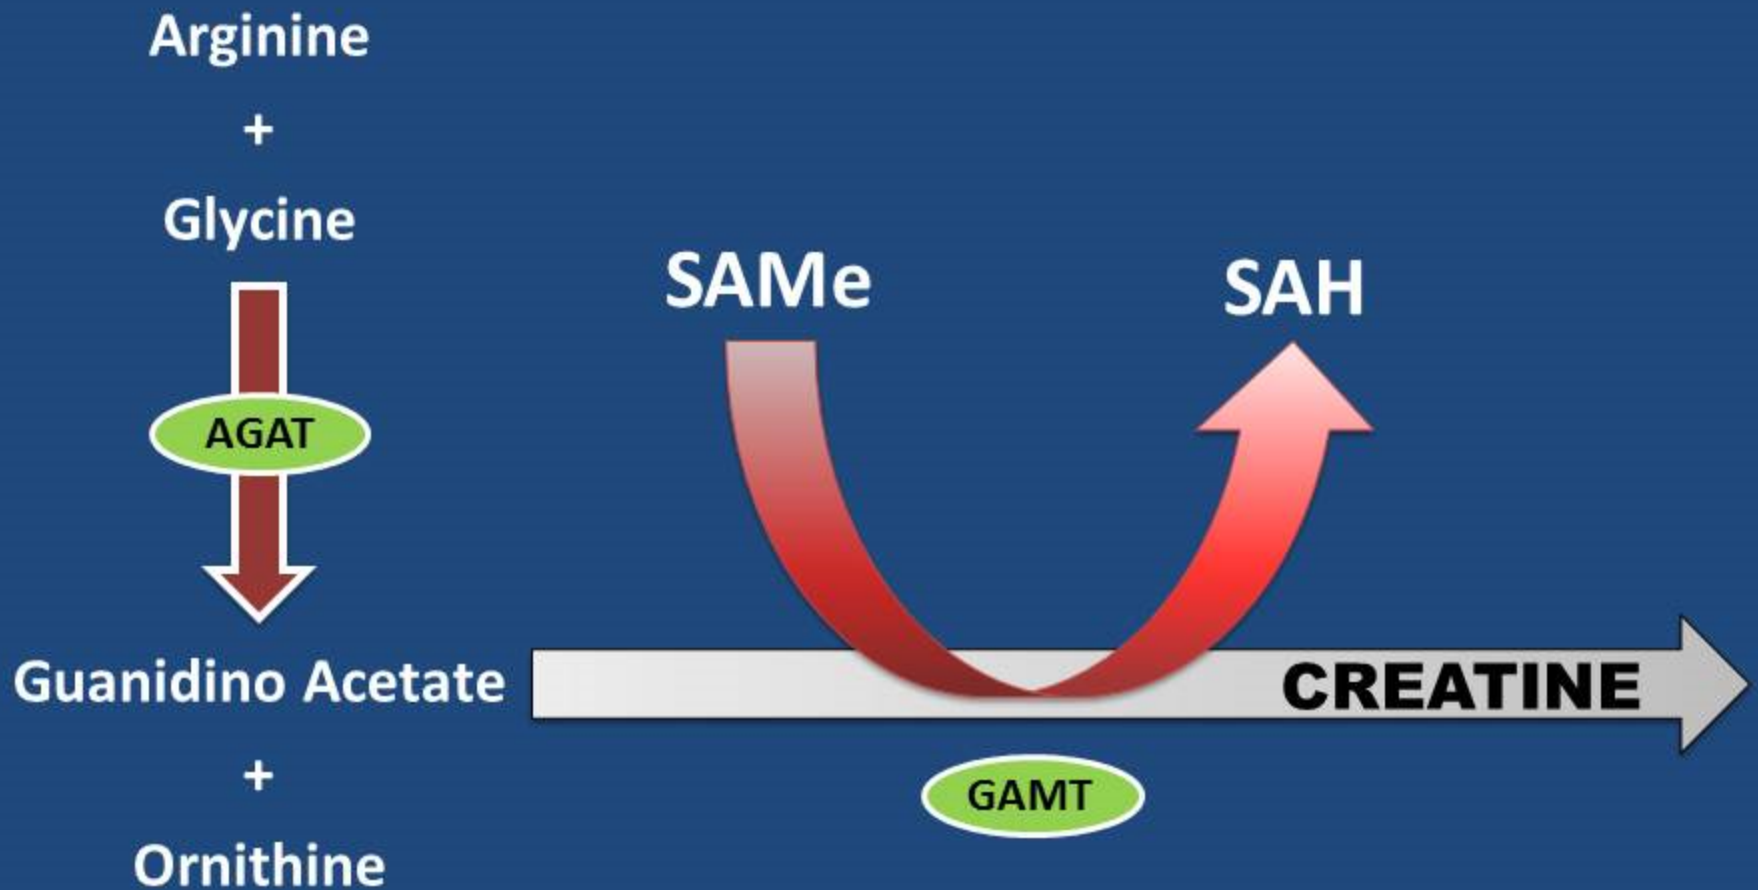 Arginine
+
Glycine
SAMe
SAH
AGAT
Guanidino Acetate
CREATINE
+
GAMT
Ornithine